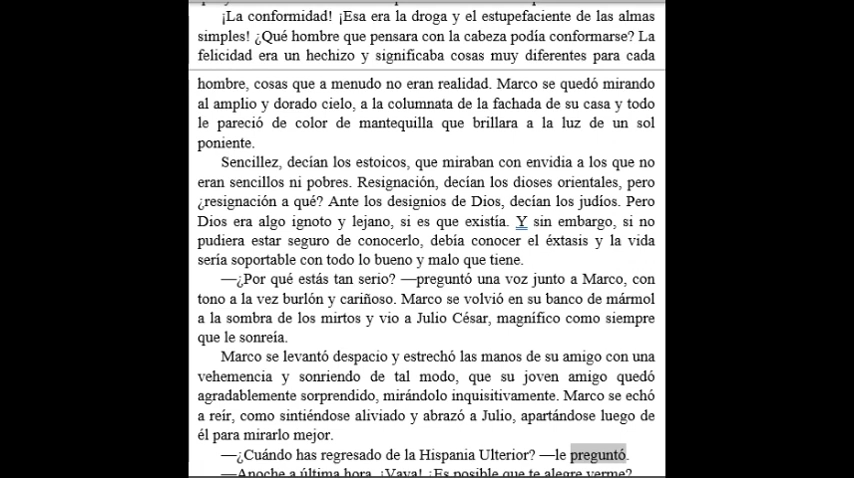 ¡La conformidad! ¡Esa era la droga y el estupefaciente de las almas
simples! ¿Qué hombre que pensara con la cabeza podía conformarse? La
felicidad era un hechizo y significaba cosas muy diferentes para cada
hombre, cosas que a menudo no eran realidad. Marco se quedó mirando
al amplio y dorado cielo, a la columnata de la fachada de su casa y todo
le pareció de color de mantequilla que brillara a la luz de un sol
poniente.
Sencillez, decían los estoicos, que miraban con envidia a los que no
eran sencillos ni pobres. Resignación, decían los dioses orientales, pero
¿resignación a qué? Ante los designios de Dios, decían los judíos. Pero
Dios era algo ignoto y lejano, si es que existía. Y sin embargo, si no
pudiera estar seguro de conocerlo, debía conocer el éxtasis y la vida
sería soportable con todo lo bueno y malo que tiene.
—¿Por qué estás tan serio? —preguntó una voz junto a Marco, con
tono a la vez burlón y cariñoso. Marco se volvió en su banco de mármol
a la sombra de los mirtos y vio a Julio César, magnífico como siempre
que le sonreía.
Marco se levantó despacio y estrechó las manos de su amigo con una
vehemencia y sonriendo de tal modo, que su joven amigo quedó
agradablemente sorprendido, mirándolo inquisitivamente. Marco se echó
a reír, como sintiéndose aliviado y abrazó a Julio, apartándose luego de
él para mirarlo mejor.
—¿Cuándo has regresado de la Hispania Ulterior? —le preguntó.
—Anoche a última hora. ¡Vaya! ¿Es posible que te alegre verme?